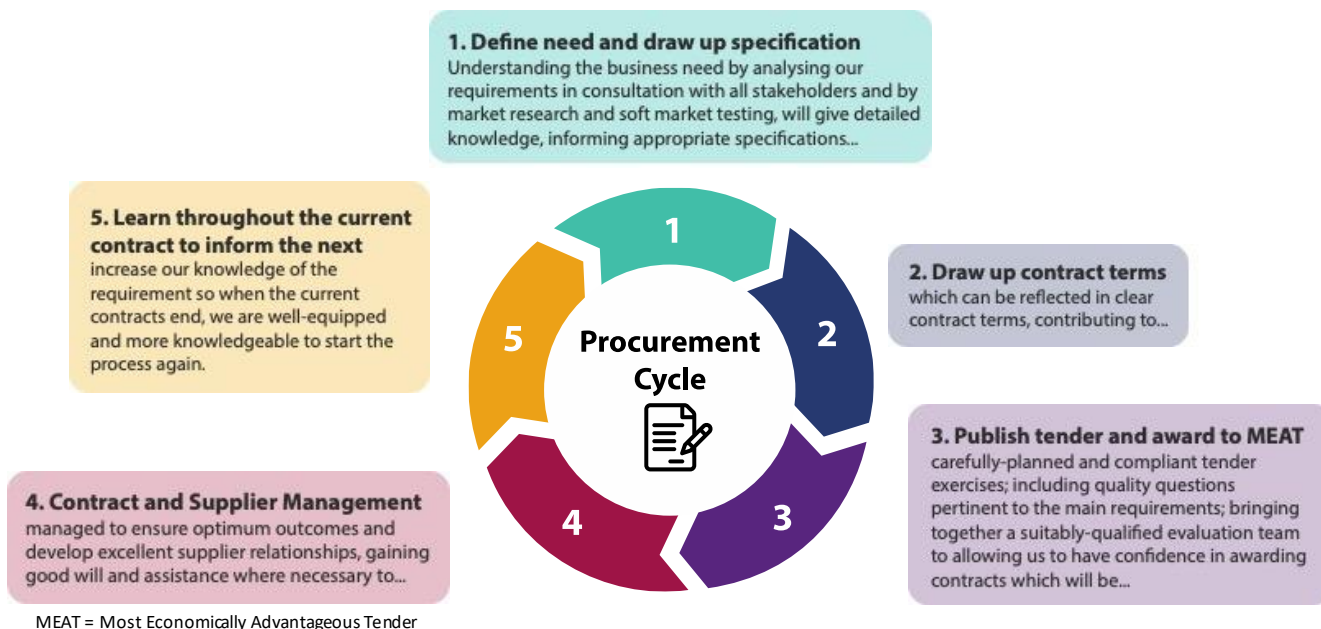 1. Define need and draw up specification
Understanding the business need by analysing our
requirements in consultation with all stakeholders and by
market research and soft market testing, will give detailed
knowledge, informing appropriate specifications...
5. Learn throughout the current
contract to inform the next
increase our knowledge of the
requirement so when the current
contracts end, we are well-equipped
and more knowledgeable to start the
process again.
1
2
3
4
5
Procurement
Cycle
2. Draw up contract terms
which can be reflected in clear
contract terms, contributing to...
3. Publish tender and award to MEAT
carefully-planned and compliant tender
exercises; including quality questions
pertinent to the main requirements; bringing
together a suitably-qualified evaluation team
to allowing us to have confidence in awarding
contracts which will be...
4. Contract and Supplier Management
managed to ensure optimum outcomes and
develop excellent supplier relationships, gaining
good will and assistance where necessary to...
MEAT = Most Economically Advantageous Tender